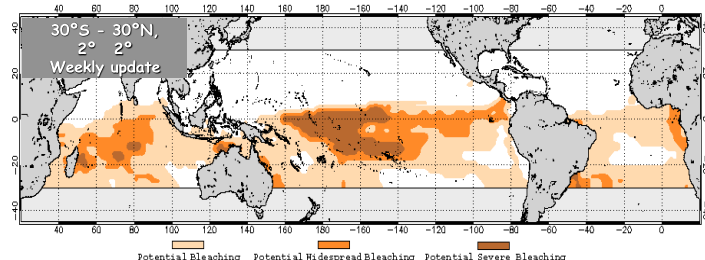 30°S - 30°N,
2° 2°
Weekly update
40
20
0
-20
-40
40 60 80 100 120 140 160 180 -160 -140 -120 -100 -80 -60 -40 -20 0
Potential Bleaching Potential Widespread Bleaching Potential Severe Bleaching